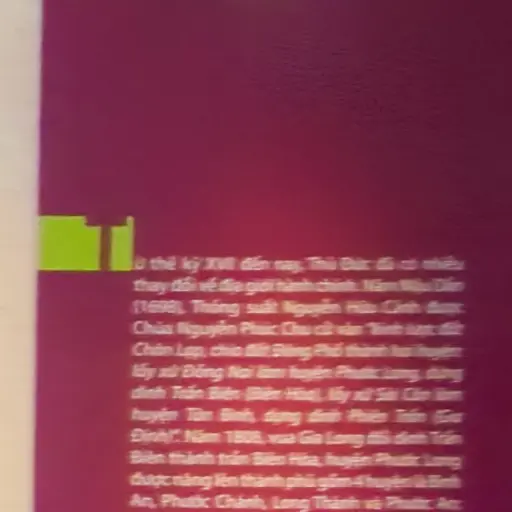 Từ thế kỷ XVII đến nay, Thủ Đức đã có nhiều
thay đổi về địa giới hành chính. Năm Mậu Dần
(1698), Thống suất Nguyễn Hữu Cảnh được
Chúa Nguyễn Phúc Chu cử vào "kinh lược đất
Chân Lạp, chia đất Đông Phố
lấy xứ Đồng Nai làm huyện Phước Long, dựng
dinh Trấn Biên (Biên Hòa), lấy xứ Sài Gòn làm
huyện Tân Bình, dựng dinh Phiên Trấn (Gia
Định)". Năm 1808, vua Gia Long đổi dinh Trấn
Biên thành trấn Biên Hòa, huyện Phước Long
được nâng lên thành phủ gồm 4 huyện là Bình
An, Phước Chánh, Long Thành và Phước An;